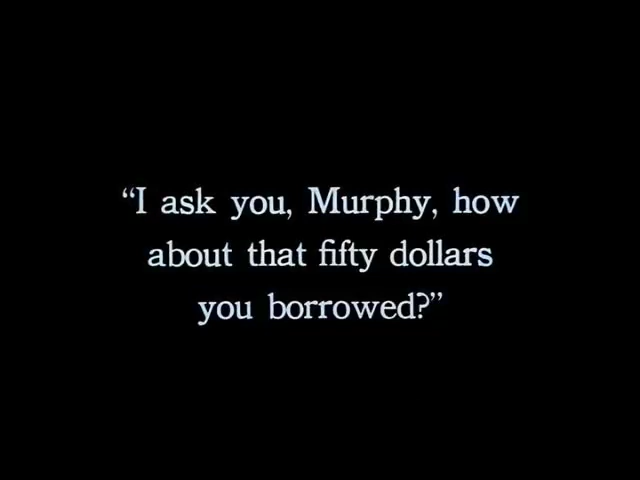 “I ask you, Murphy, how
about that fifty dollars
you borrowed?”